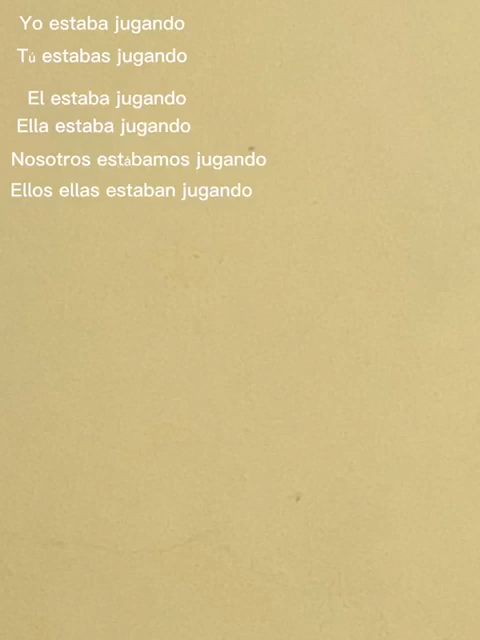 Yo estaba jugando
Tú estabas jugando
El estaba jugando
Ella estaba jugando
Nosotros estábamos jugando
Ellos ellas estaban jugando